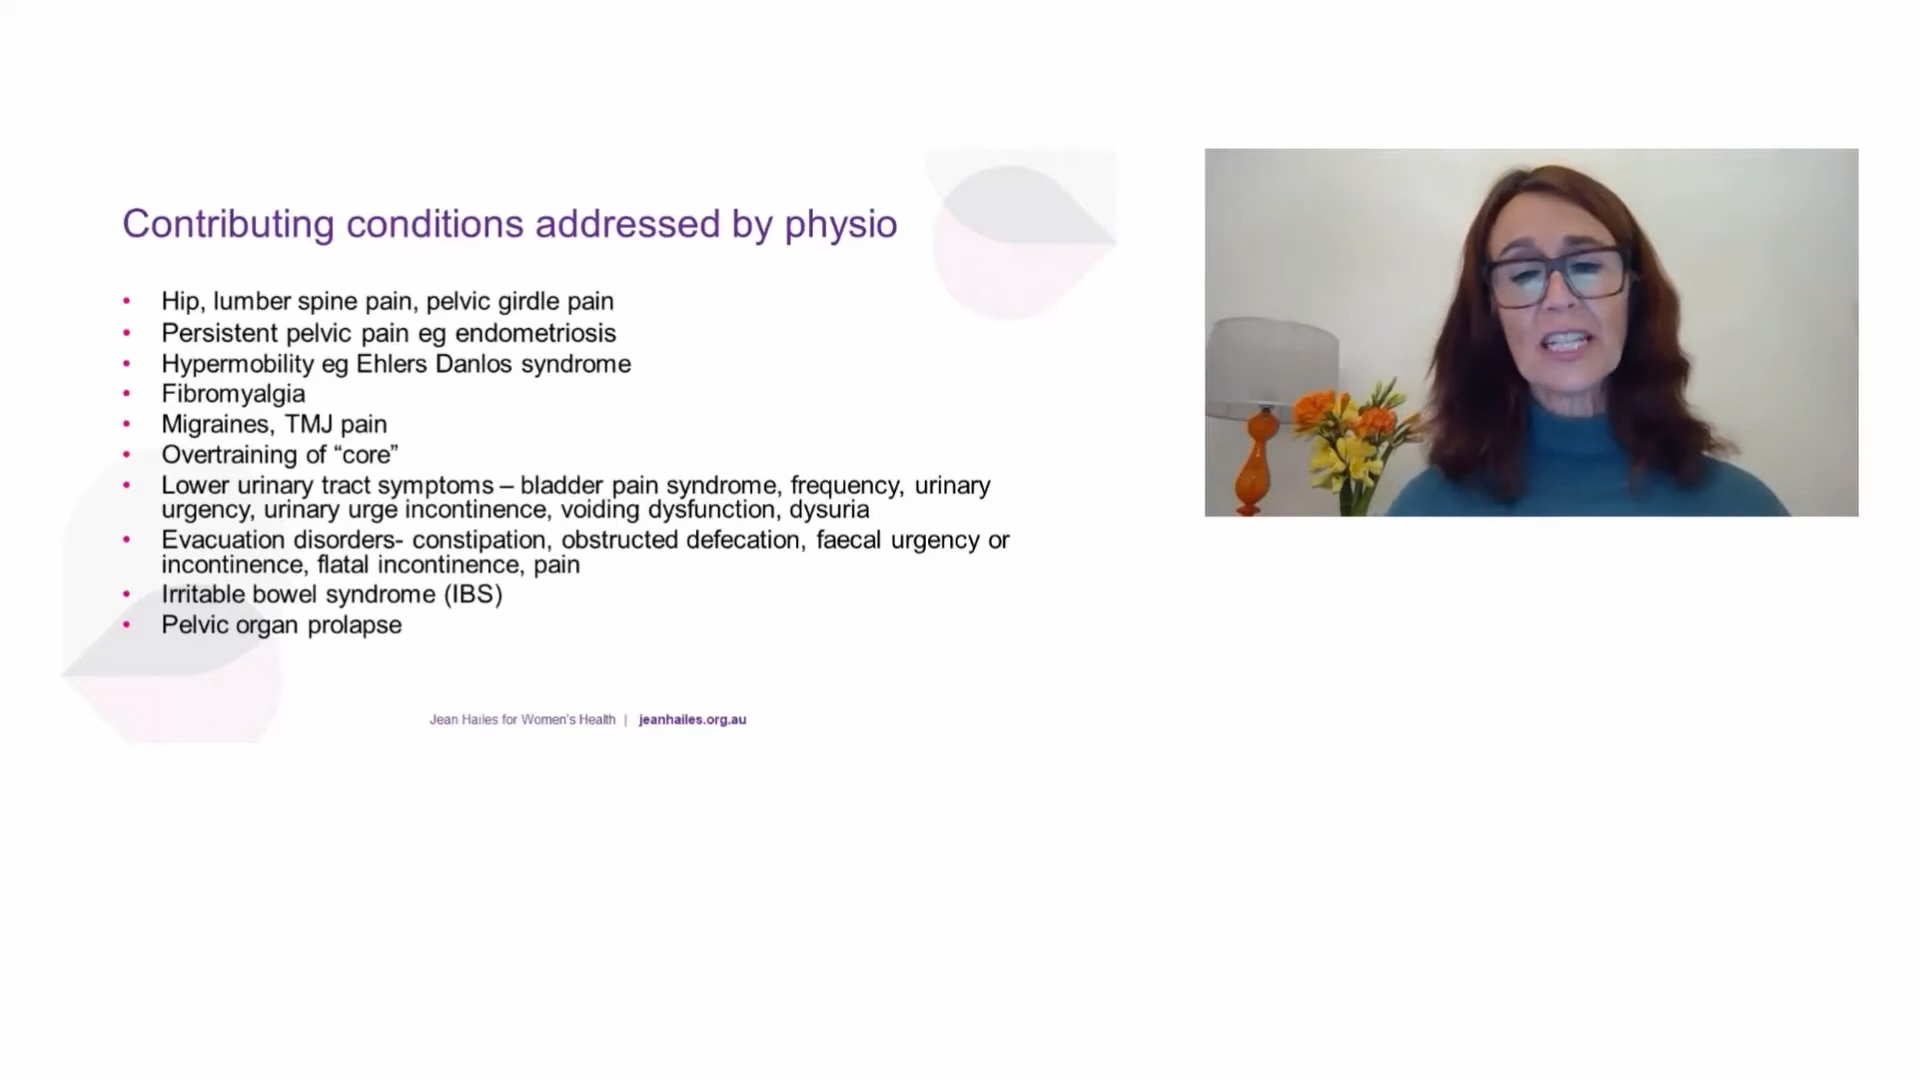 Contributing conditions addressed by physio
• Hip, lumber spine pain, pelvic girdle pain
• Persistent pelvic pain eg endometriosis
• Hypermobility eg Ehlers Danlos syndrome
• Fibromyalgia
• Migraines, TMJ pain
• Overtraining of “core”
• Lower urinary tract symptoms – bladder pain syndrome, frequency, urinary
urgency, urinary urge incontinence, voiding dysfunction, dysuria
• Evacuation disorders- constipation, obstructed defecation, faecal urgency or
incontinence, flatal incontinence, pain
• Irritable bowel syndrome (IBS)
• Pelvic organ prolapse
Jean Hailes for Women's Health | jeanhailes.org.au